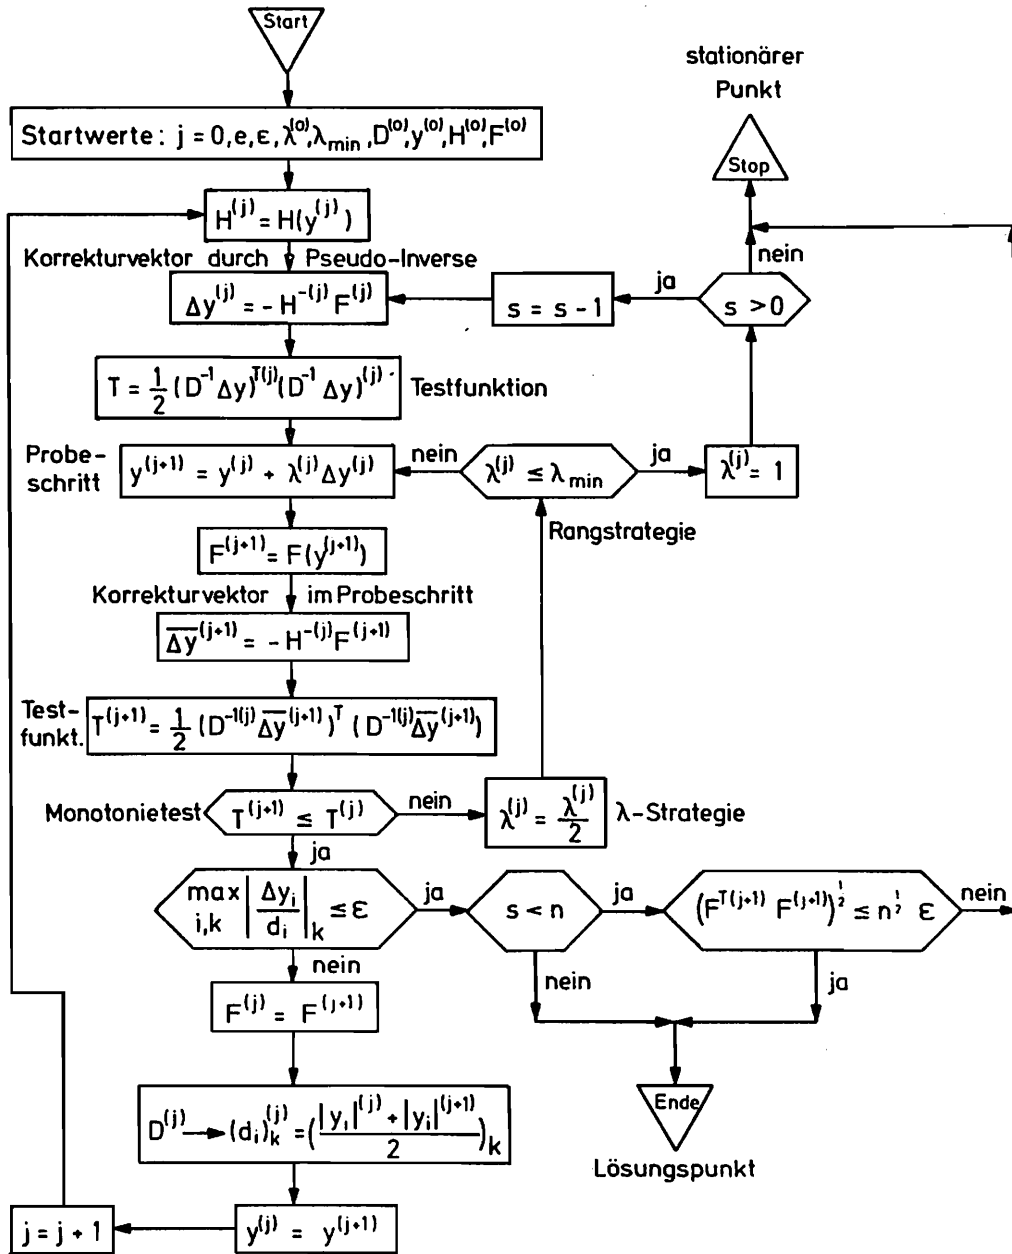 Start
stationärer
Punkt
Stop
Startwerte: j = 0, e, ε, λ^(0), λ_min, D^(0), y^(0), H^(0), F^(0)
H^(j) = H(y^(j))
nein
Korrekturvektor durch Pseudo-Inverse
Δy^(j) = - H^-(j) F^(j)
s = s - 1
ja
s > 0
T = 1/2 (D^-1 Δy)^T(j) (D^-1 Δy)^(j)
Testfunktion
Probe-
schritt
y^(j+1) = y^(j) + λ^(j) Δy^(j)
nein
λ^(j) ≤ λ_min
ja
λ^(j) = 1
Rangstrategie
F^(j+1) = F(y^(j+1))
Korrekturvektor im Probeschritt
Δy̅^(j+1) = - H^-(j) F^(j+1)
Test-
funkt.
T^(j+1) = 1/2 (D^-1(j) Δy̅^(j+1))^T (D^-1(j) Δy̅^(j+1))
Monotonietest
T^(j+1) ≤ T^(j)
nein
λ^(j) = λ^(j)/2
λ-Strategie
ja
max i,k |Δy_i/d_i|_k ≤ ε
ja
s < n
ja
(F^T(j+1) F^(j+1))^1/2 ≤ n^1/2 ε
nein
nein
nein
ja
F^(j) = F^(j+1)
D^(j) → (d_i)_k^(j) = (|y_i|^(j) + |y_i|^(j+1)/2)_k
Ende
Lösungspunkt
j = j + 1
y^(j) = y^(j+1)